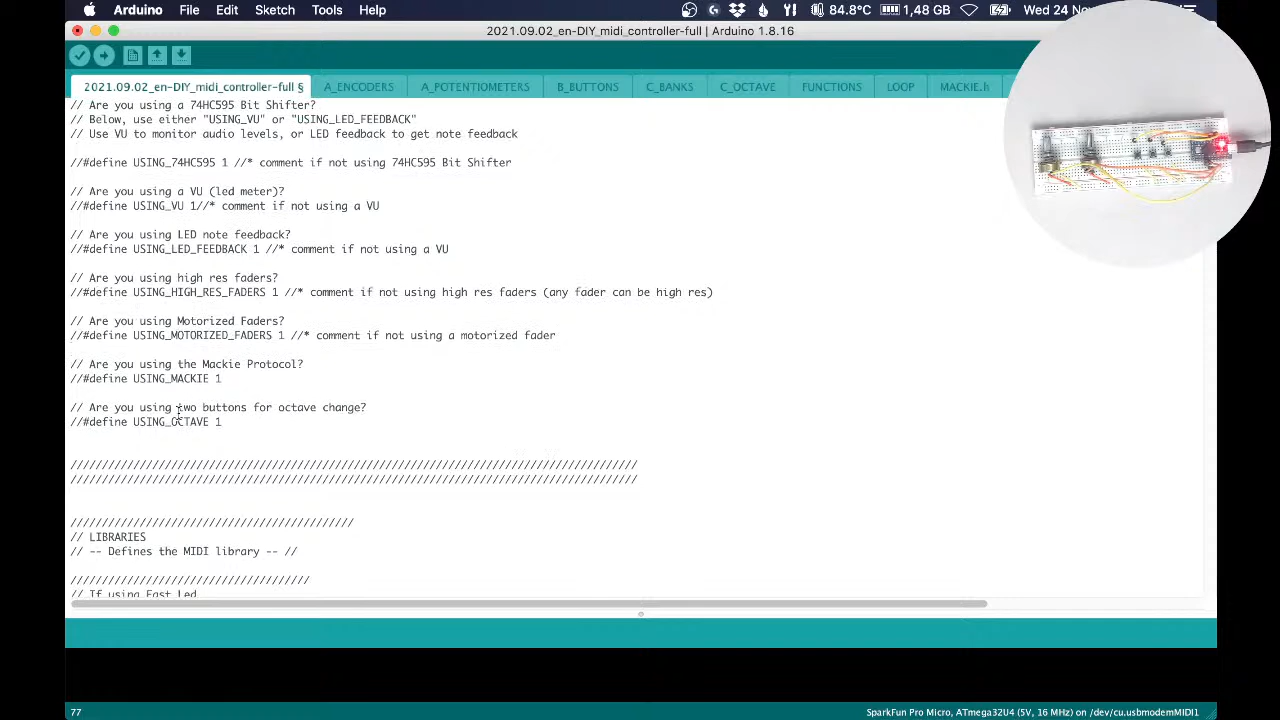 Arduino File Edit Sketch Tools Help 84.8°C 1,48 GB Wed 24 Nov
2021.09.02_en-DIY_midi_controller-full | Arduino 1.8.16
2021.09.02_en-DIY_midi_controller-full § A_ENCODERS A_POTENTIOMETERS B_BUTTONS C_BANKS C_OCTAVE FUNCTIONS LOOP MACKIE.h
// Are you using a 74HC595 Bit Shifter?
// Below, use either "USING_VU" or "USING_LED_FEEDBACK"
// Use VU to monitor audio levels, or LED feedback to get note feedback
//#define USING_74HC595 1 //* comment if not using 74HC595 Bit Shifter
// Are you using a VU (led meter)?
//#define USING_VU 1//* comment if not using a VU
// Are you using LED note feedback?
//#define USING_LED_FEEDBACK 1 //* comment if not using a VU
// Are you using high res faders?
//#define USING_HIGH_RES_FADERS 1 //* comment if not using high res faders (any fader can be high res)
// Are you using Motorized Faders?
//#define USING_MOTORIZED_FADERS 1 //* comment if not using a motorized fader
// Are you using the Mackie Protocol?
//#define USING_MACKIE 1
// Are you using two buttons for octave change?
//#define USING_OCTAVE 1
///////////////////////////////////////////////////////////////////////////////////////////
///////////////////////////////////////////////////////////////////////////////////////////
//////////////////////////////////////////////
// LIBRARIES
// -- Defines the MIDI library -- //
///////////////////////////////////////
// If using Fast Led
77 SparkFun Pro Micro, ATmega32U4 (5V, 16 MHz) on /dev/cu.usbmodemMIDI1